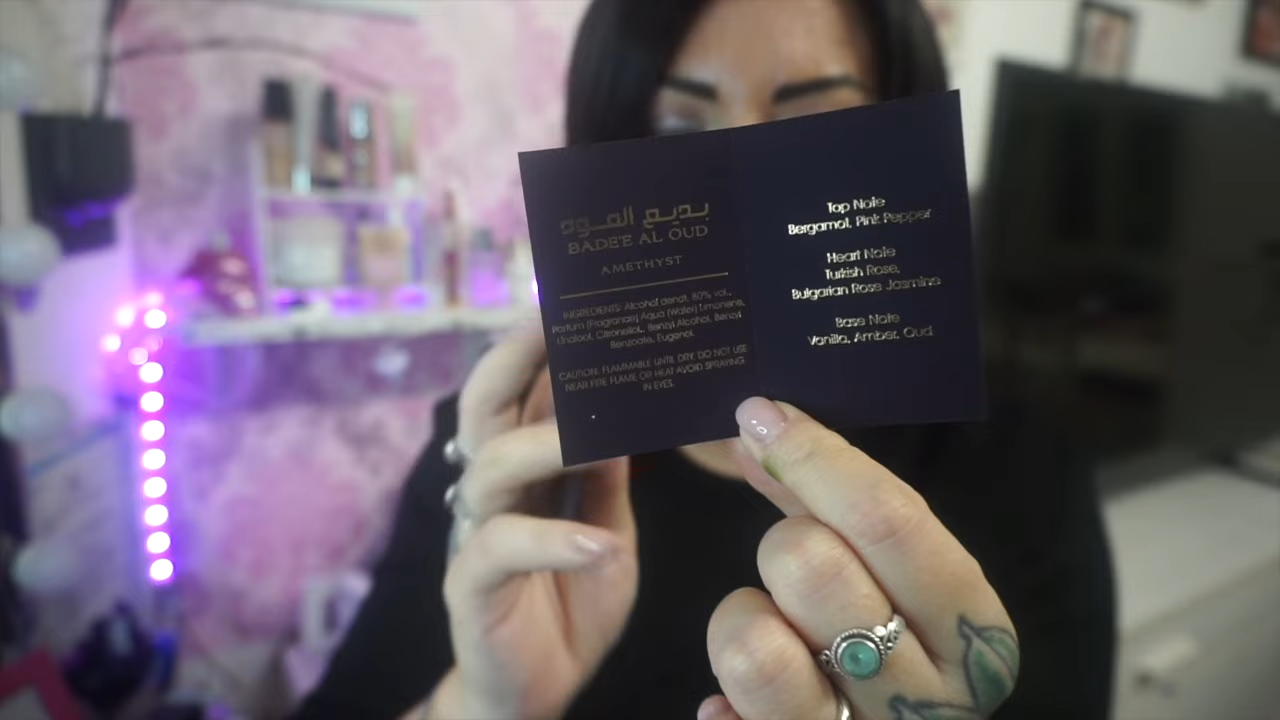 بديع العود
BADE'E AL OUD
AMETHYST
INGREDIENTS: Alcohol denat, 80% vol.,
Parfum (Fragrance) Aqua (Water) Limonene,
Linalool, Citronellol, Benzyl Alcohol, Benzyl
Benzoate, Eugenol.
CAUTION: FLAMMABLE UNTIL DRY. DO NOT USE
NEAR FIRE FLAME OR HEAT AVOID SPRAYING
IN EYES.
Top Note
Bergamot, Pink Pepper
Heart Note
Turkish Rose,
Bulgarian Rose Jasmine
Base Note
Vanilla, Amber, Oud